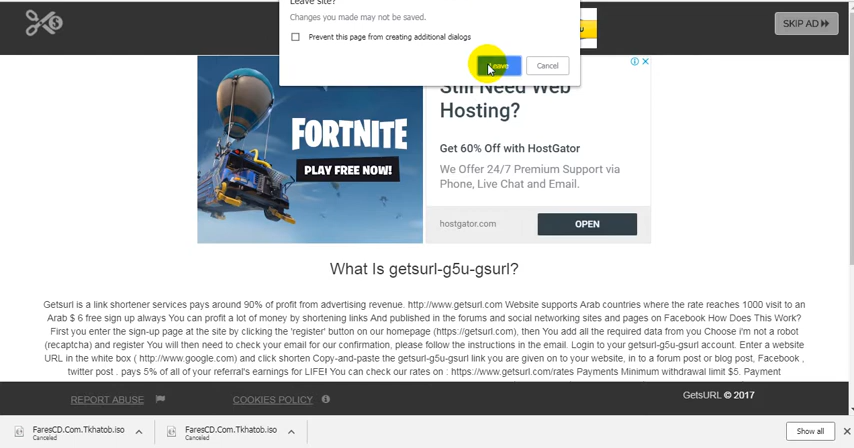 Leave site?
Changes you made may not be saved.
Prevent this page from creating additional dialogs
Leave
Cancel
SKIP AD
FORTNITE
PLAY FREE NOW!
Still Need Web
Hosting?
Get 60% Off with HostGator
We Offer 24/7 Premium Support via
Phone, Live Chat and Email.
hostgator.com
OPEN
What Is getsurl-g5u-gsurl?
Getsurl is a link shortener services pays around 90% of profit from advertising revenue. http://www.getsurl.com Website supports Arab countries where the rate reaches 1000 visit to an
Arab $ 6 free sign up always You can profit a lot of money by shortening links And published in the forums and social networking sites and pages on Facebook How Does This Work?
First you enter the sign-up page at the site by clicking the 'register' button on our homepage (https://getsurl.com), then You add all the required data from you Choose i'm not a robot
(recaptcha) and register You will then need to check your email for our confirmation, please follow the instructions in the email. Login to your getsurl-g5u-gsurl account. Enter a website
URL in the white box ( http://www.google.com) and click shorten Copy-and-paste the getsurl-g5u-gsurl link you are given on to your website, in to a forum post or blog post, Facebook ,
twitter post . pays 5% of all of your referral's earnings for LIFE! You can check our rates on : https://www.getsurl.com/rates Payments Minimum withdrawal limit $5. Payment
REPORT ABUSE
COOKIES POLICY
GetsURL © 2017
FaresCD.Com.Tkhatob.iso
Canceled
FaresCD.Com.Tkhatob.iso
Canceled
Show all